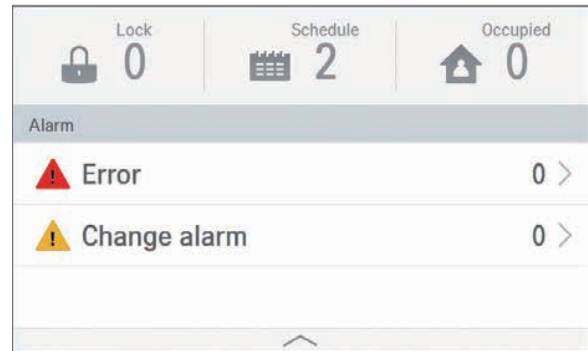 Lock Schedule Occupied
0 2 0
Alarm
Error 0
Change alarm 0